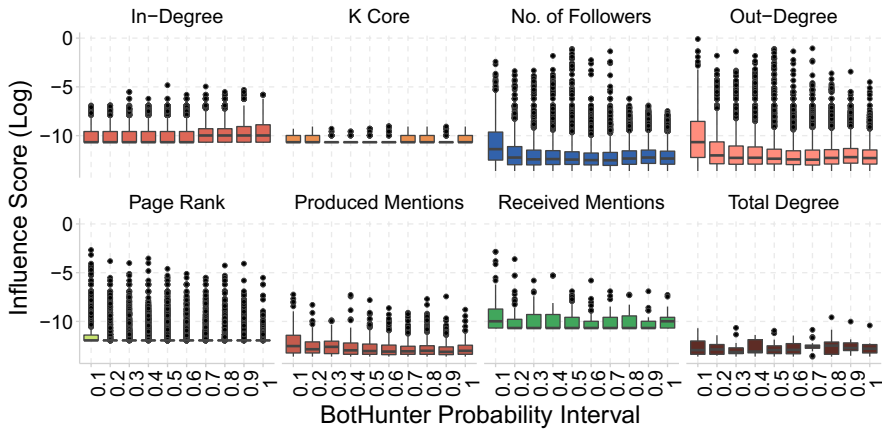 In−Degree K Core No. of Followers Out−Degree
0
−5
−10
Page Rank Produced Mentions Received Mentions Total Degree
0
−5
−10
Influence Score (Log)
0.1 0.2 0.3 0.4 0.5 0.6 0.7 0.8 0.9 1 0.1 0.2 0.3 0.4 0.5 0.6 0.7 0.8 0.9 1 0.1 0.2 0.3 0.4 0.5 0.6 0.7 0.8 0.9 1 0.1 0.2 0.3 0.4 0.5 0.6 0.7 0.8 0.9 1
BotHunter Probability Interval